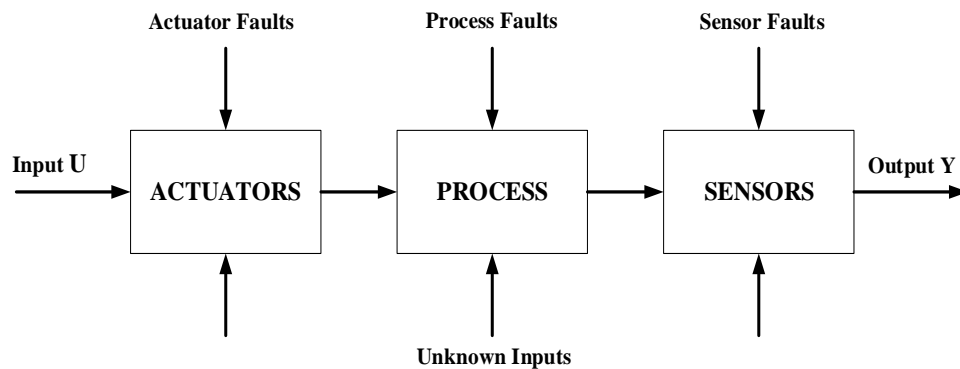 Actuator Faults
Process Faults
Sensor Faults
Input U
Output Y
ACTUATORS
PROCESS
SENSORS
Unknown Inputs